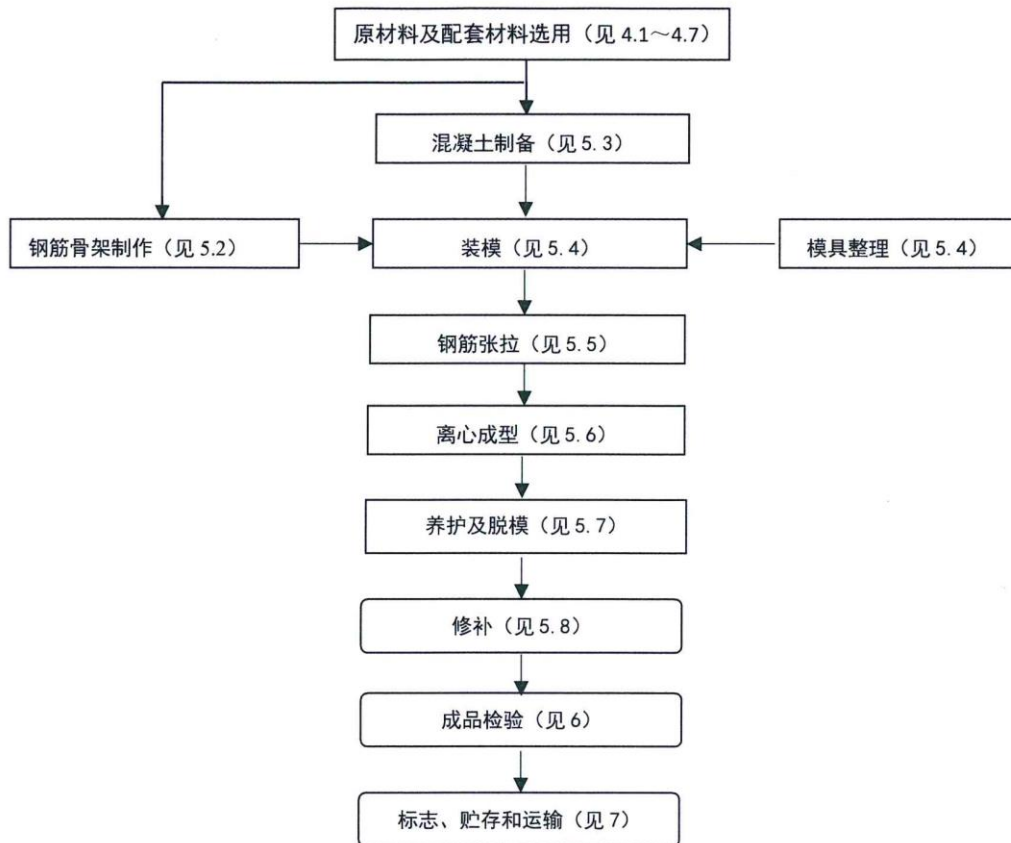 原材料及配套材料选用（见 4.1～4.7）
混凝土制备（见 5.3）
钢筋骨架制作（见 5.2）
装模（见 5.4）
模具整理（见 5.4）
钢筋张拉（见 5.5）
离心成型（见 5.6）
养护及脱模（见 5.7）
修补（见 5.8）
成品检验（见 6）
标志、贮存和运输（见 7）